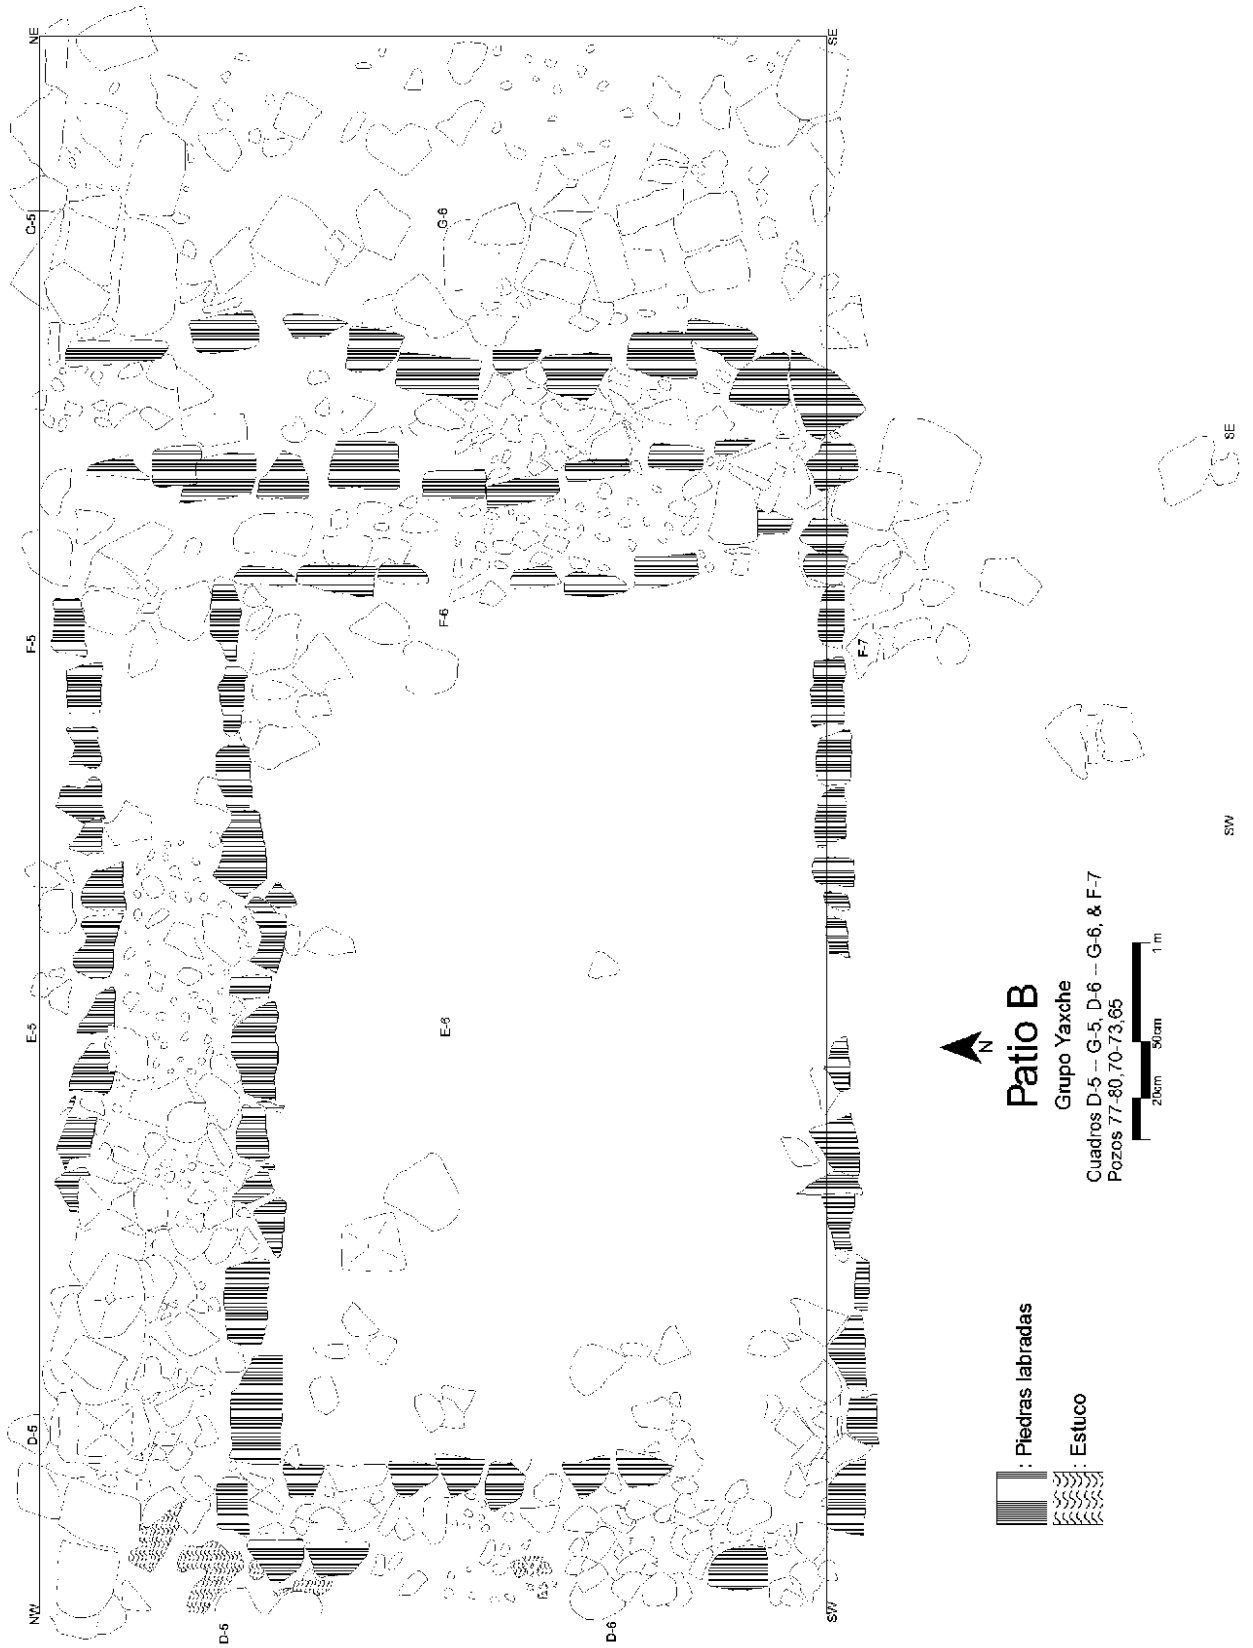 NW
D-5
E-5
F-5
C-5
NE
D-5
E-6
F-6
G-6
D-6
SW
SE
F-7
N
Patio B
Grupo Yaxche
Cuadros D-5 -- G-5, D-6 -- G-6, & F-7
Pozos 77-80,70-73,65
20cm 50cm 1 m
: Piedras labradas
: Estuco
SW
SE